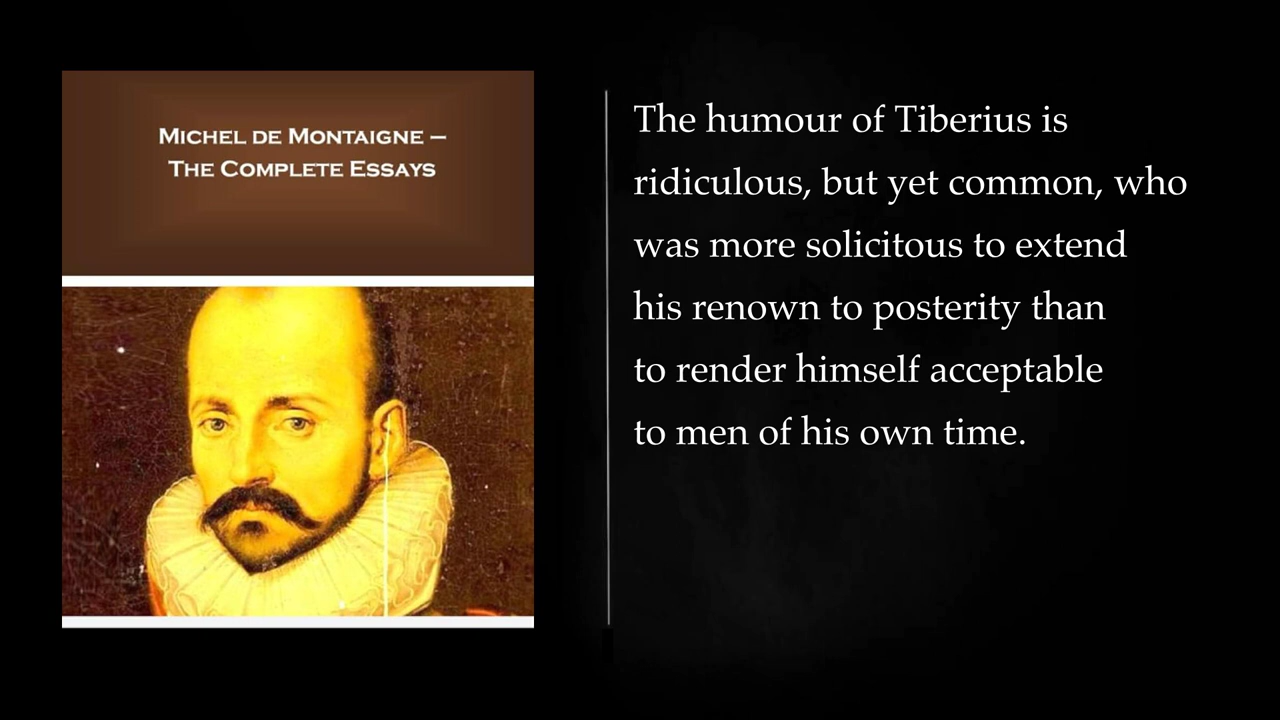 MICHEL DE MONTAIGNE –
THE COMPLETE ESSAYS
The humour of Tiberius is
ridiculous, but yet common, who
was more solicitous to extend
his renown to posterity than
to render himself acceptable
to men of his own time.